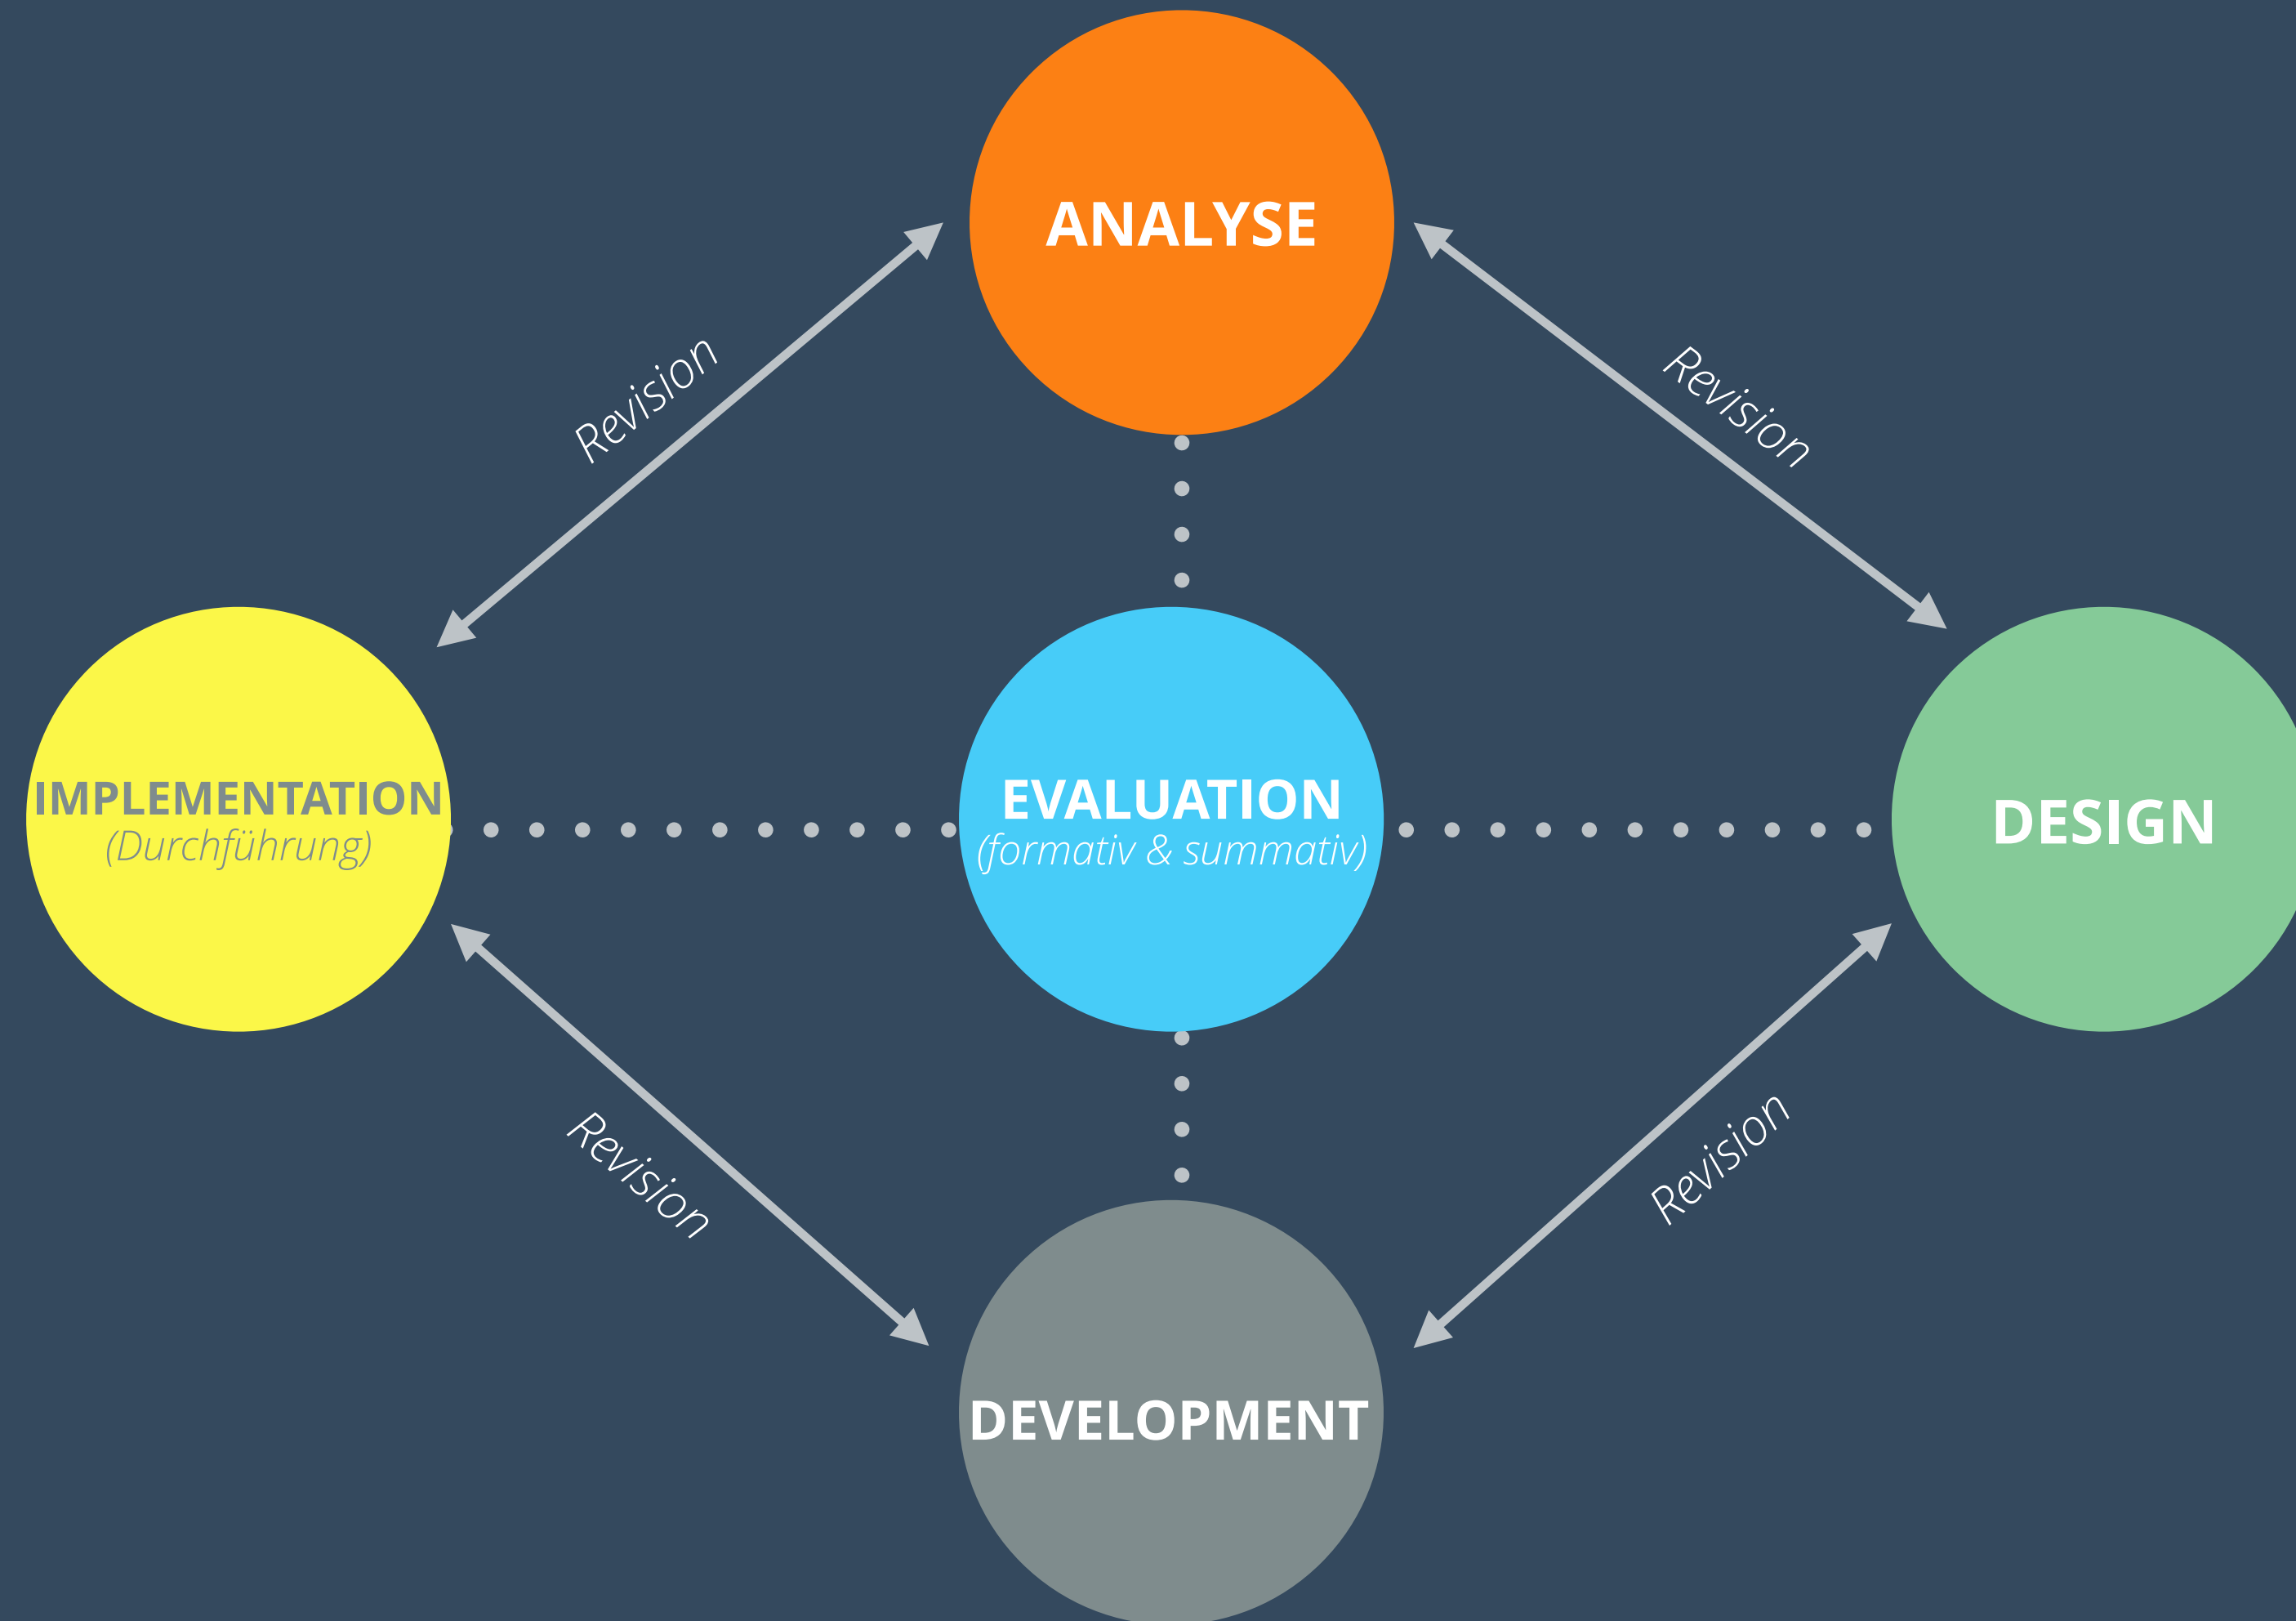 ANALYSE
Revision
Revision
IMPLEMENTATION
(Durchführung)
EVALUATION
(formativ & summativ)
DESIGN
Revision
Revision
DEVELOPMENT